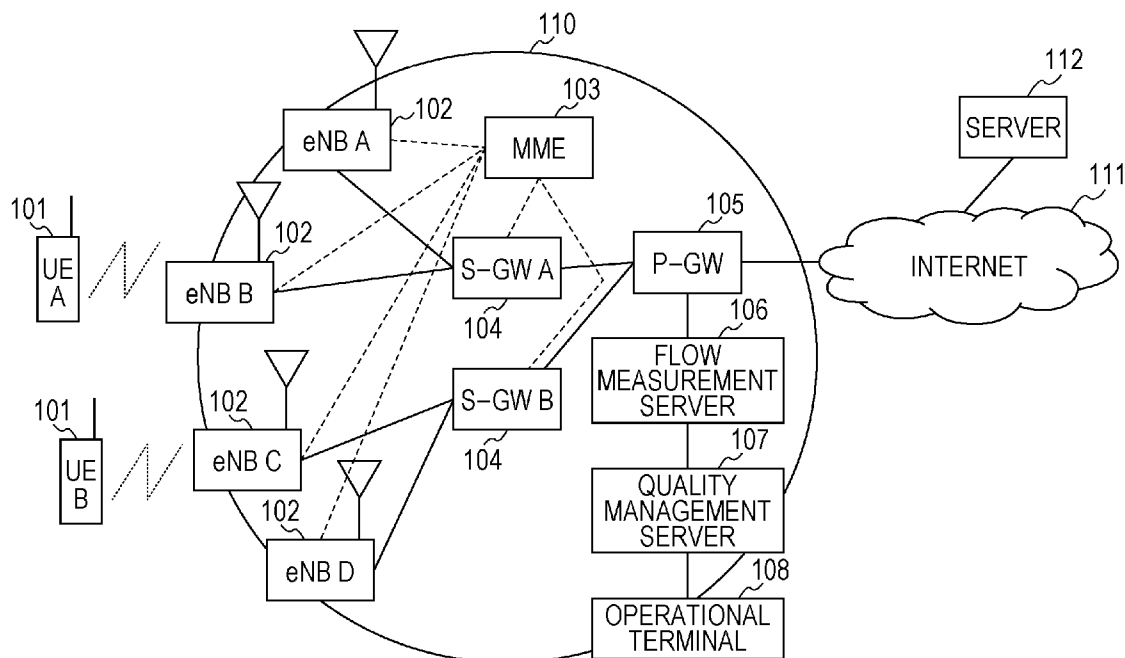 110
112
102
103
SERVER
eNB A
MME
111
101
102
105
UE
A
S-GW A
P-GW
INTERNET
eNB B
104
106
FLOW
MEASUREMENT
SERVER
101
102
S-GW B
UE
B
eNB C
104
107
QUALITY
MANAGEMENT
SERVER
102
eNB D
108
OPERATIONAL
TERMINAL